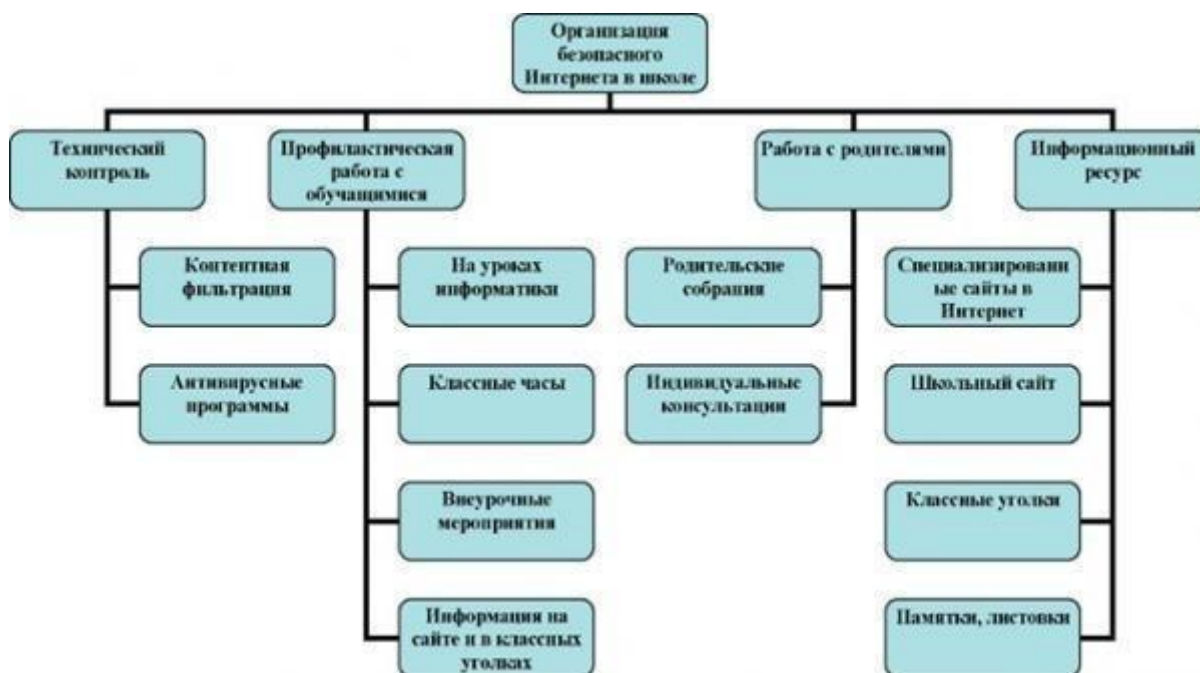 Организация
безопасного
Интернета в школе
Технический
контроль
Профилактическая
работа с
обучащимися
Работа с родителями
Информационный
ресурс
Контентная
фильтрация
Антивирусные
программы
На уроках
информатики
Классные часы
Внеурочные
мероприятия
Информация на
сайте и в классных
уголках
Родительские
собрания
Индивидуальные
консультации
Специализированн
ые сайты в
Интернет
Школьный сайт
Классные уголки
Памятки, листовки